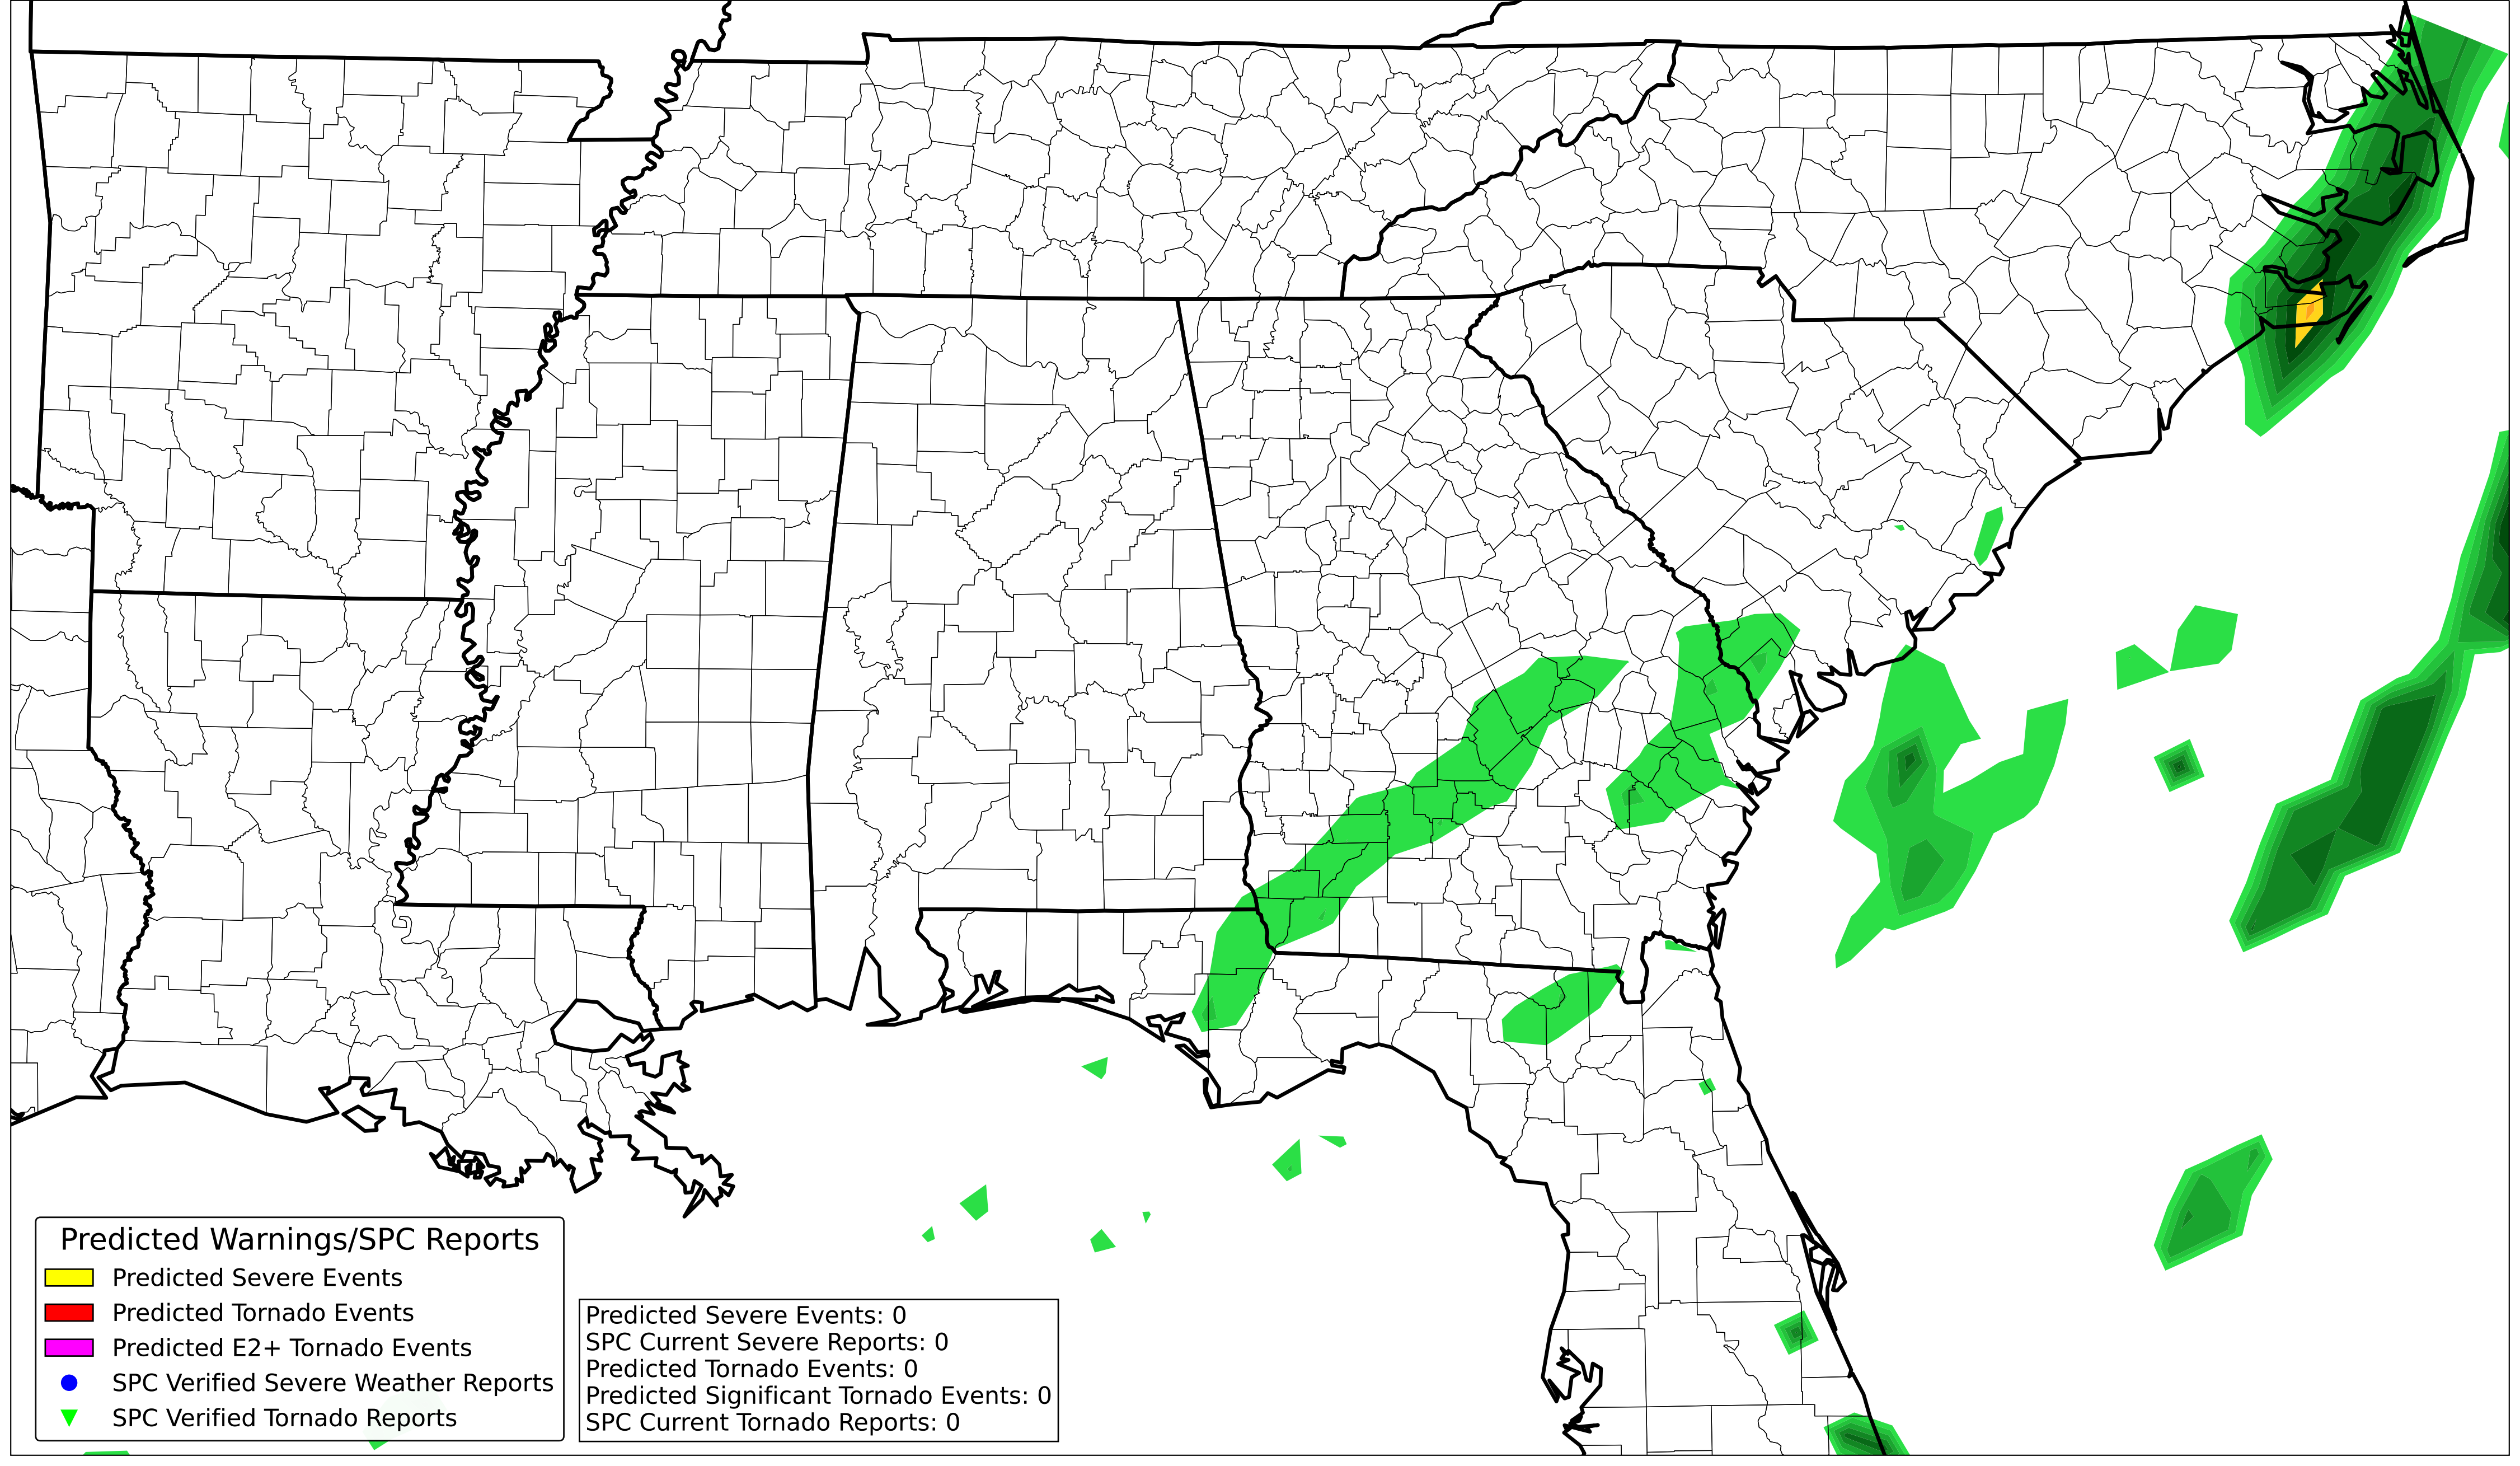 Predicted Warnings/SPC Reports
Predicted Severe Events
Predicted Tornado Events
Predicted E2+ Tornado Events
SPC Verified Severe Weather Reports
SPC Verified Tornado Reports
Predicted Severe Events: 0
SPC Current Severe Reports: 0
Predicted Tornado Events: 0
Predicted Significant Tornado Events: 0
SPC Current Tornado Reports: 0